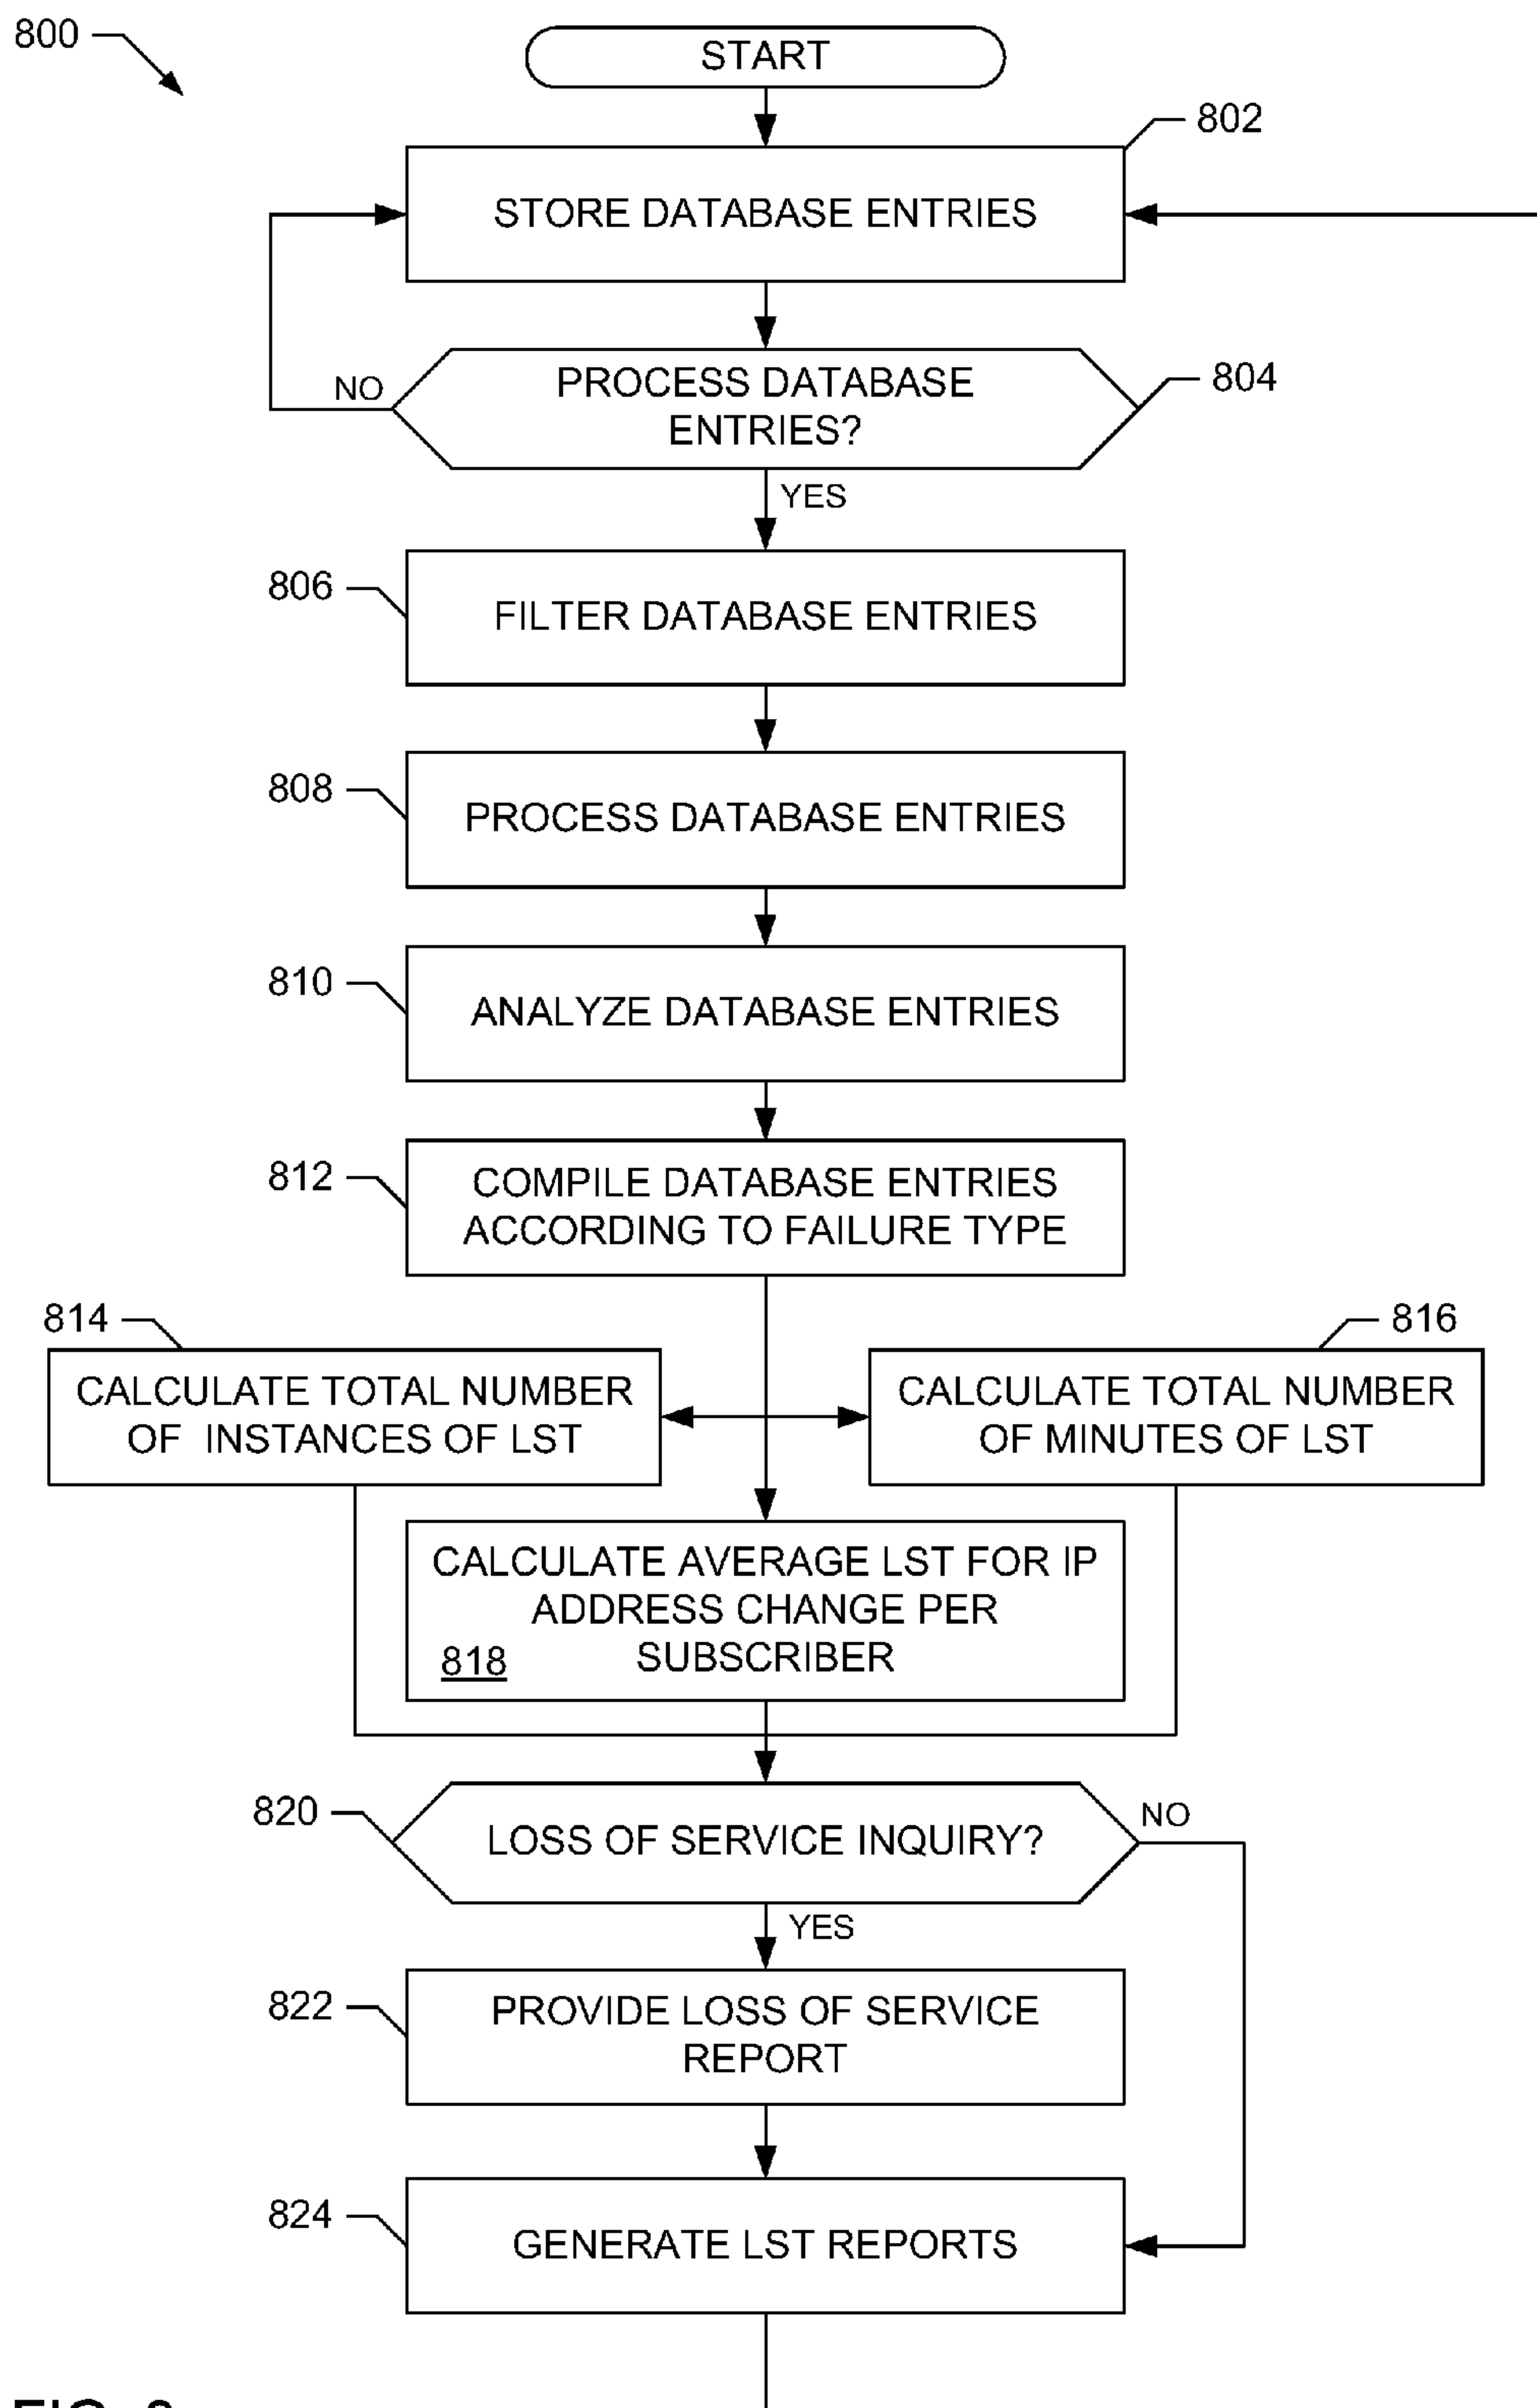 800
START
802
STORE DATABASE ENTRIES
PROCESS DATABASE
ENTRIES?
804
NO
YES
806
FILTER DATABASE ENTRIES
808
PROCESS DATABASE ENTRIES
810
ANALYZE DATABASE ENTRIES
812
COMPILE DATABASE ENTRIES
ACCORDING TO FAILURE TYPE
814
CALCULATE TOTAL NUMBER
OF INSTANCES OF LST
816
CALCULATE TOTAL NUMBER
OF MINUTES OF LST
CALCULATE AVERAGE LST FOR IP
ADDRESS CHANGE PER
SUBSCRIBER
818
820
LOSS OF SERVICE INQUIRY?
NO
YES
822
PROVIDE LOSS OF SERVICE
REPORT
824
GENERATE LST REPORTS